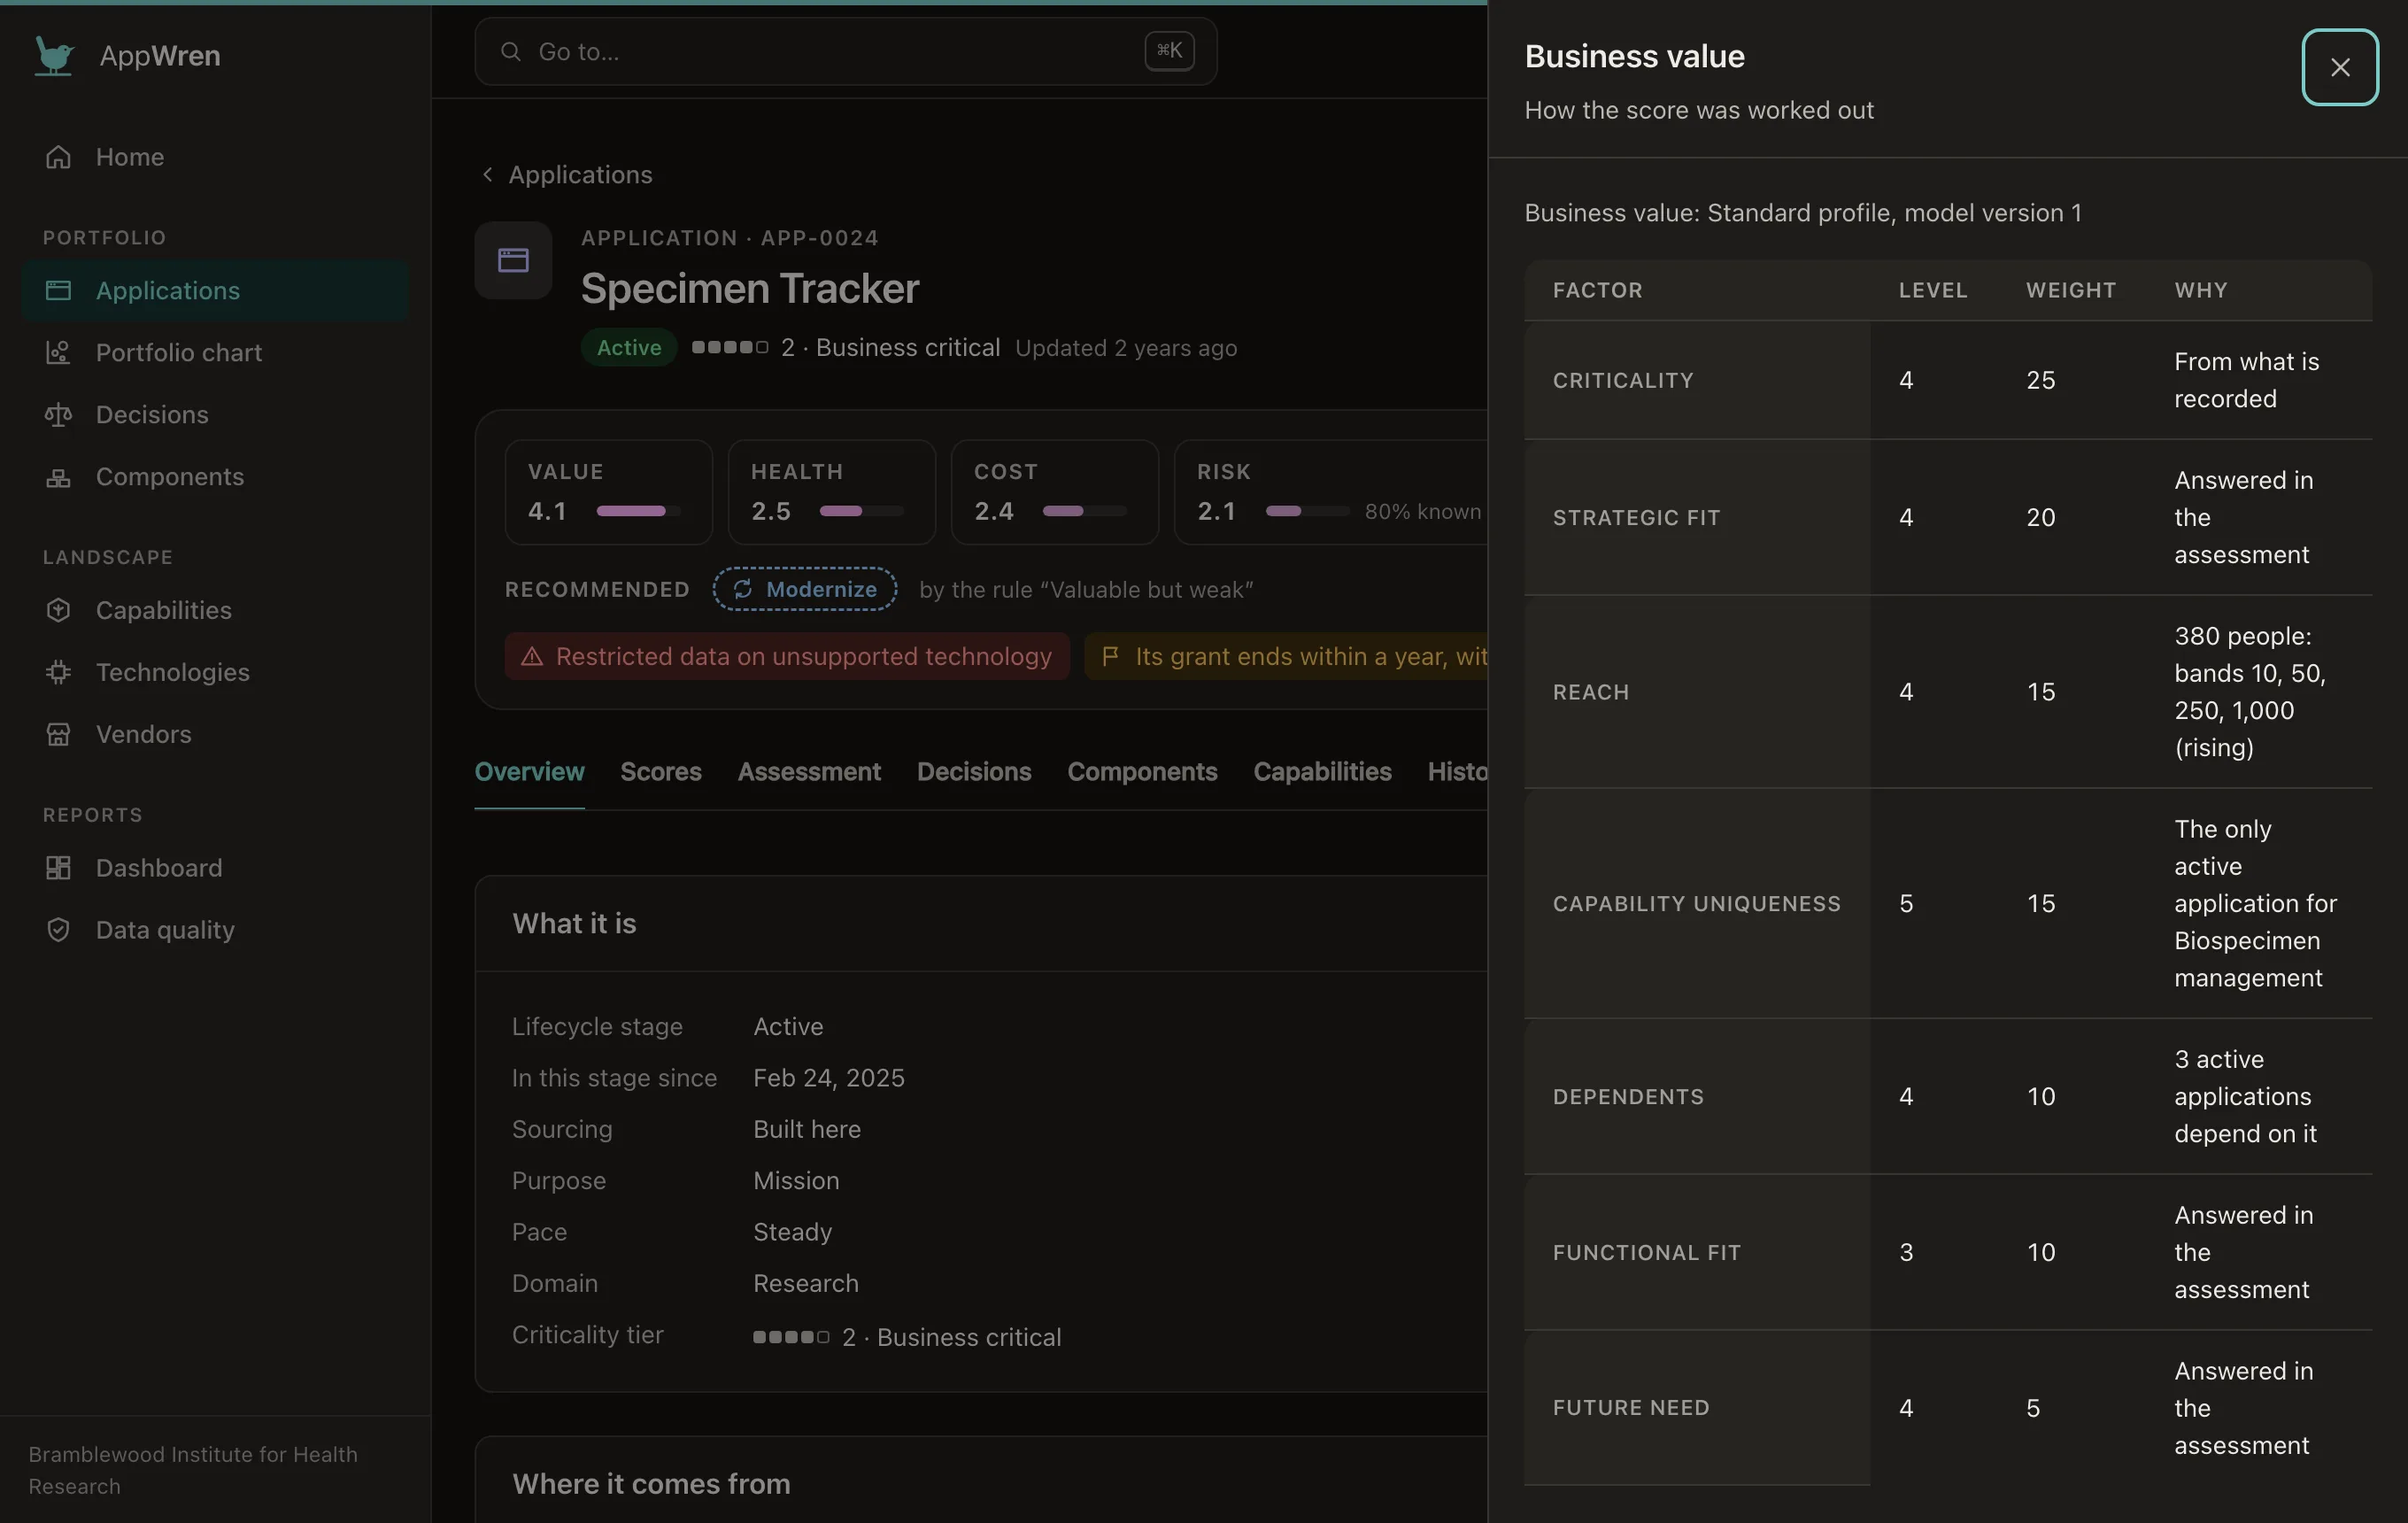 AppWren
Home
PORTFOLIO
Applications
Portfolio chart
Decisions
Components
LANDSCAPE
Capabilities
Technologies
Vendors
REPORTS
Dashboard
Data quality
Bramblewood Institute for Health
Research
Go to...
⌘K
Applications
APPLICATION · APP-0024
Specimen Tracker
Active
2 · Business critical
Updated 2 years ago
VALUE
4.1
HEALTH
2.5
COST
2.4
RISK
2.1
80% known
RECOMMENDED
Modernize
by the rule “Valuable but weak”
Restricted data on unsupported technology
Its grant ends within a year, wit
Overview
Scores
Assessment
Decisions
Components
Capabilities
Histo
What it is
Lifecycle stage
Active
In this stage since
Feb 24, 2025
Sourcing
Built here
Purpose
Mission
Pace
Steady
Domain
Research
Criticality tier
2 · Business critical
Where it comes from
Business value
How the score was worked out
Business value: Standard profile, model version 1
FACTOR LEVEL WEIGHT WHY
CRITICALITY
4
25
From what is
recorded
STRATEGIC FIT
4
20
Answered in
the
assessment
REACH
4
15
380 people:
bands 10, 50,
250, 1,000
(rising)
CAPABILITY UNIQUENESS
5
15
The only
active
application for
Biospecimen
management
DEPENDENTS
4
10
3 active
applications
depend on it
FUNCTIONAL FIT
3
10
Answered in
the
assessment
FUTURE NEED
4
5
Answered in
the
assessment